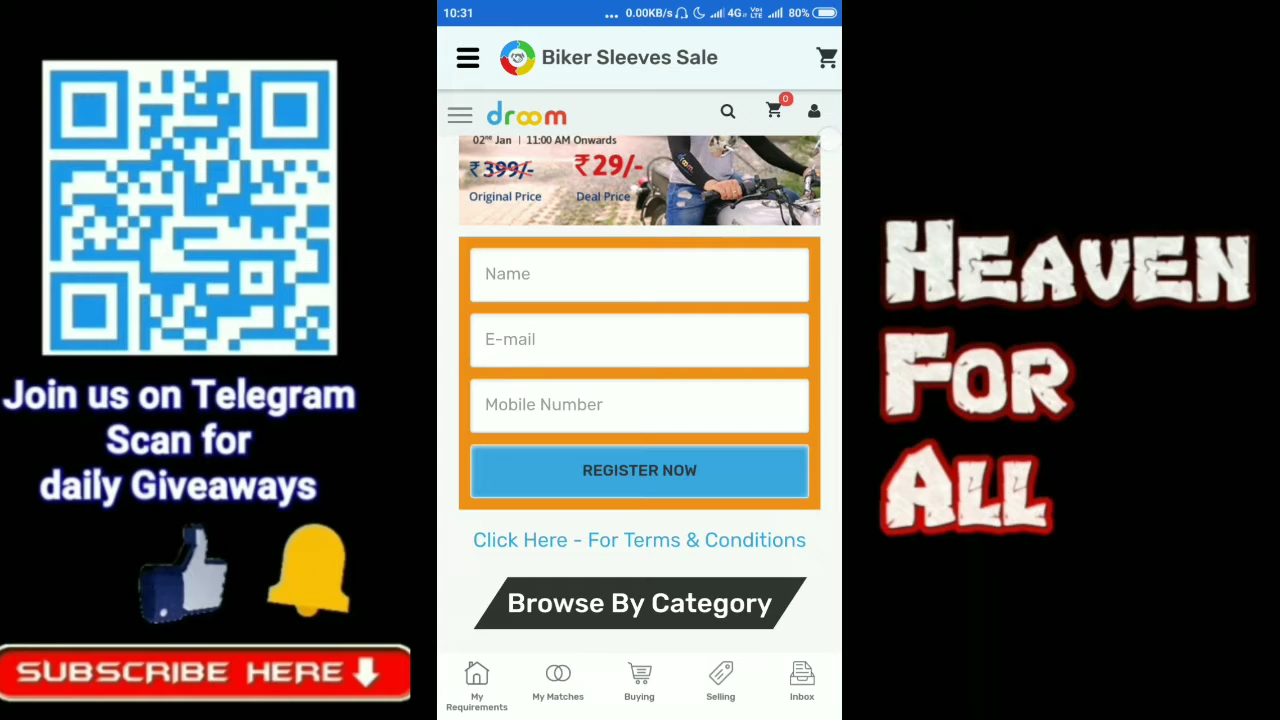 Join us on Telegram
Scan for
daily Giveaways
SUBSCRIBE HERE
10:31
... 0.00KB/s 4G VoLTE 80%
Biker Sleeves Sale
droom
0
02nd Jan | 11:00 AM Onwards
₹399/- ₹29/-
Original Price Deal Price
Name
E-mail
Mobile Number
REGISTER NOW
Click Here - For Terms & Conditions
Browse By Category
My Requirements
My Matches
Buying
Selling
Inbox
HEAVEN
FOR
ALL